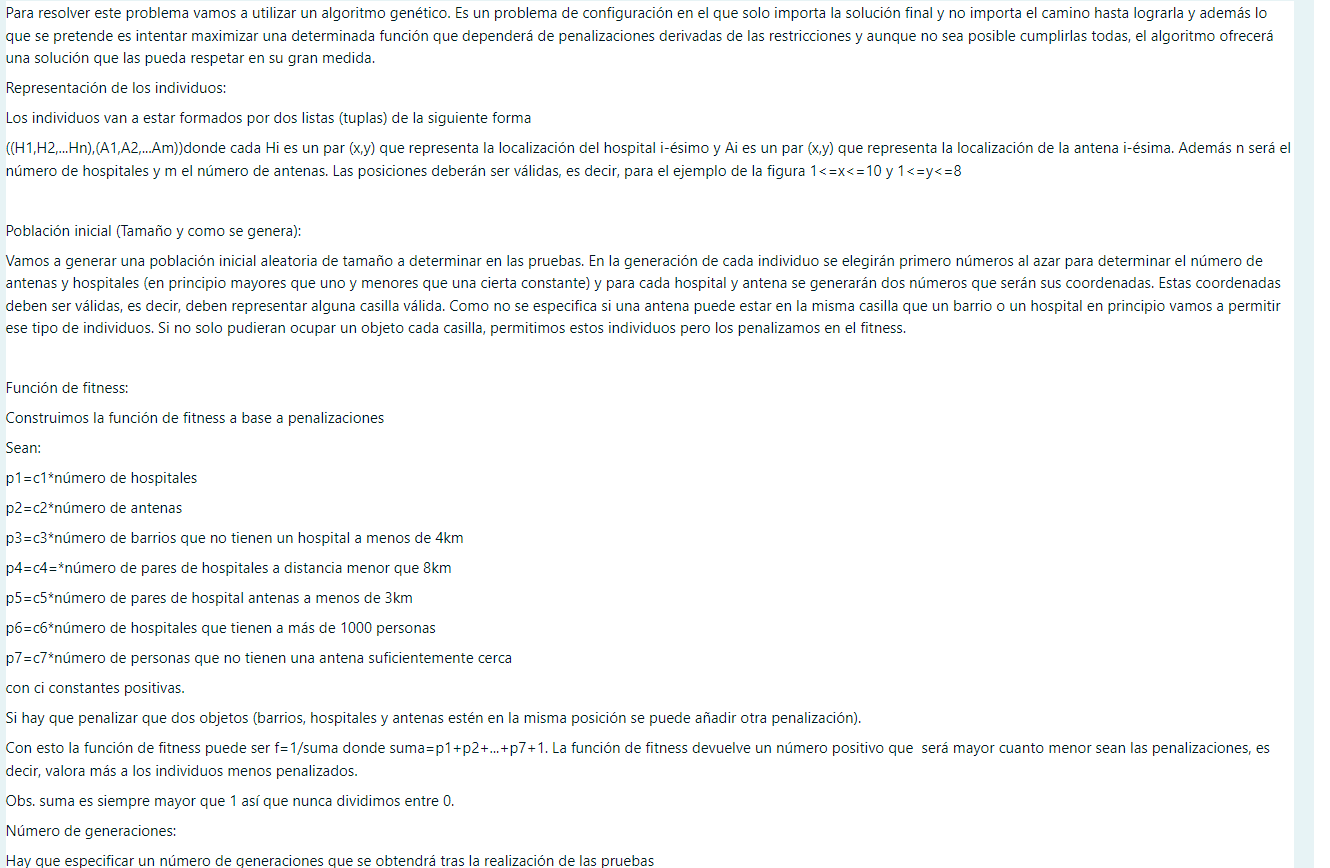 Para resolver este problema vamos a utilizar un algoritmo genético. Es un problema de configuración en el que solo importa la solución final y no importa el camino hasta lograrla y además lo
que se pretende es intentar maximizar una determinada función que dependerá de penalizaciones derivadas de las restricciones y aunque no sea posible cumplirlas todas, el algoritmo ofrecerá
una solución que las pueda respetar en su gran medida.
Representación de los individuos:
Los individuos van a estar formados por dos listas (tuplas) de la siguiente forma
((H1,H2,...Hn),(A1,A2,...Am))donde cada Hi es un par (x,y) que representa la localización del hospital i-ésimo y Ai es un par (x,y) que representa la localización de la antena i-ésima. Además n será el
número de hospitales y m el número de antenas. Las posiciones deberán ser válidas, es decir, para el ejemplo de la figura 1<=x<=10 y 1<=y<=8
Población inicial (Tamaño y como se genera):
Vamos a generar una población inicial aleatoria de tamaño a determinar en las pruebas. En la generación de cada individuo se elegirán primero números al azar para determinar el número de
antenas y hospitales (en principio mayores que uno y menores que una cierta constante) y para cada hospital y antena se generarán dos números que serán sus coordenadas. Estas coordenadas
deben ser válidas, es decir, deben representar alguna casilla válida. Como no se especifica si una antena puede estar en la misma casilla que un barrio o un hospital en principio vamos a permitir
ese tipo de individuos. Si no solo pudieran ocupar un objeto cada casilla, permitimos estos individuos pero los penalizamos en el fitness.
Función de fitness:
Construimos la función de fitness a base a penalizaciones
Sean:
p1=c1*número de hospitales
p2=c2*número de antenas
p3=c3*número de barrios que no tienen un hospital a menos de 4km
p4=c4=*número de pares de hospitales a distancia menor que 8km
p5=c5*número de pares de hospital antenas a menos de 3km
p6=c6*número de hospitales que tienen a más de 1000 personas
p7=c7*número de personas que no tienen una antena suficientemente cerca
con ci constantes positivas.
Si hay que penalizar que dos objetos (barrios, hospitales y antenas estén en la misma posición se puede añadir otra penalización).
Con esto la función de fitness puede ser f=1/suma donde suma=p1+p2+...+p7+1. La función de fitness devuelve un número positivo que  será mayor cuanto menor sean las penalizaciones, es
decir, valora más a los individuos menos penalizados.
Obs. suma es siempre mayor que 1 así que nunca dividimos entre 0.
Número de generaciones:
Hay que especificar un número de generaciones que se obtendrá tras la realización de las pruebas